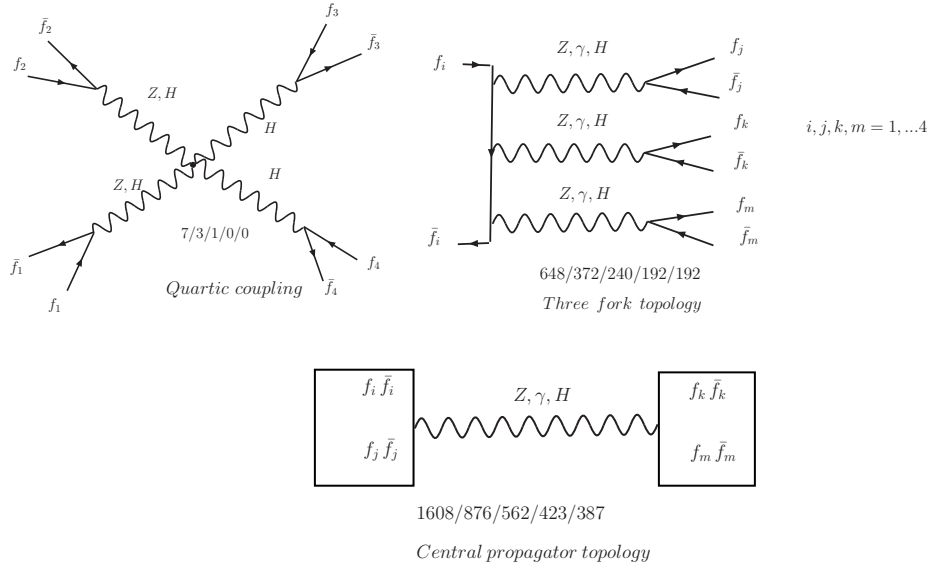 f̄₂
f₂
Z, H
f₃
f̄₃
H
Z, H
H
f̄₁
f₁
7/3/1/0/0
f₄
f̄₄
Quartic coupling
fᵢ
Z, γ, H
fⱼ
f̄ⱼ
Z, γ, H
fₖ
f̄ₖ
Z, γ, H
fₘ
f̄ₘ
f̄ᵢ
i, j, k, m = 1, ...4
648/372/240/192/192
Three fork topology
fᵢ f̄ᵢ
fⱼ f̄ⱼ
Z, γ, H
fₖ f̄ₖ
fₘ f̄ₘ
1608/876/562/423/387
Central propagator topology